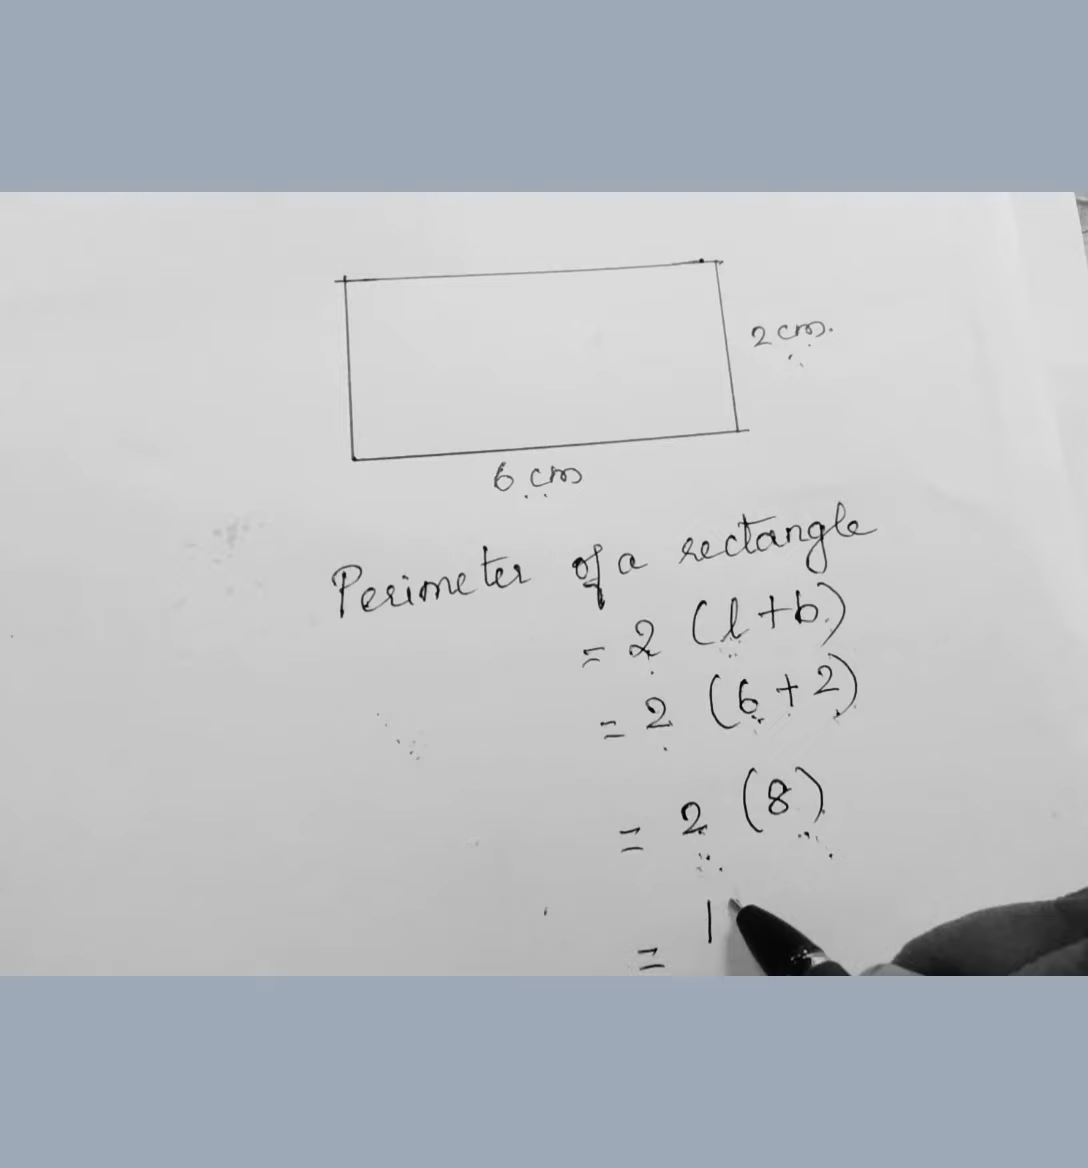 2 cm.
6 cm
Perimeter of a rectangle
= 2 (l+b)
= 2 (6+2)
= 2 (8)
= 1